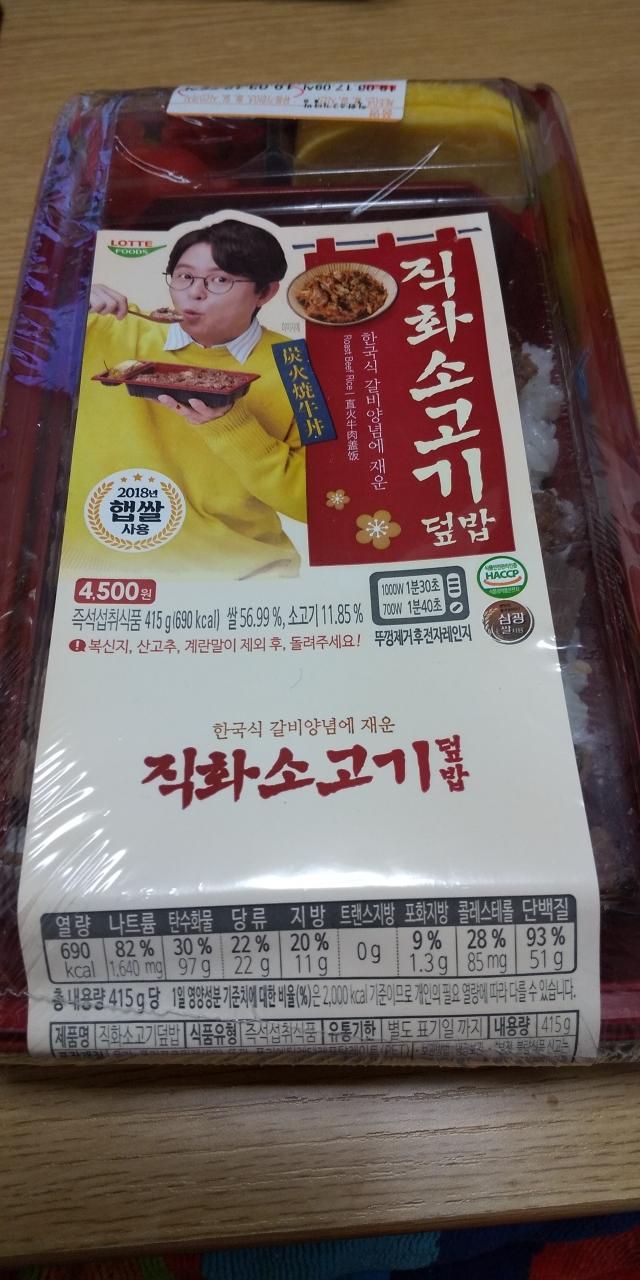 LOTTE
FOODS
직화소고기
덮밥
한국식 갈비양념에 재운
Roast Beef Rice | 直火牛肉盖饭
炭火焼牛丼
2018년
햅쌀
사용
4,500원
즉석섭취식품 415 g (690 kcal) 쌀 56.99 %, 소고기 11.85 %
복신지, 산고추, 계란말이 제외 후, 돌려주세요!
1000W 1분30초
700W 1분40초
뚜껑제거 후 전자레인지
HACCP
한국식 갈비양념에 재운
직화소고기덮밥
열량 나트륨 탄수화물 당류 지방 트랜스지방 포화지방 콜레스테롤 단백질
690 82 % 30 % 22 % 20 % 0 g 9 % 28 % 93 %
kcal 1,640 mg 97 g 22 g 11 g 1.3 g 85 mg 51 g
총 내용량 415 g 당 1일 영양성분 기준치에 대한 비율(%)은 2,000 kcal 기준이므로 개인의 필요 열량에 따라 다를 수 있습니다.
제품명 직화소고기덮밥 식품유형 즉석섭취식품 유통기한 별도 표기일 까지 내용량 415 g